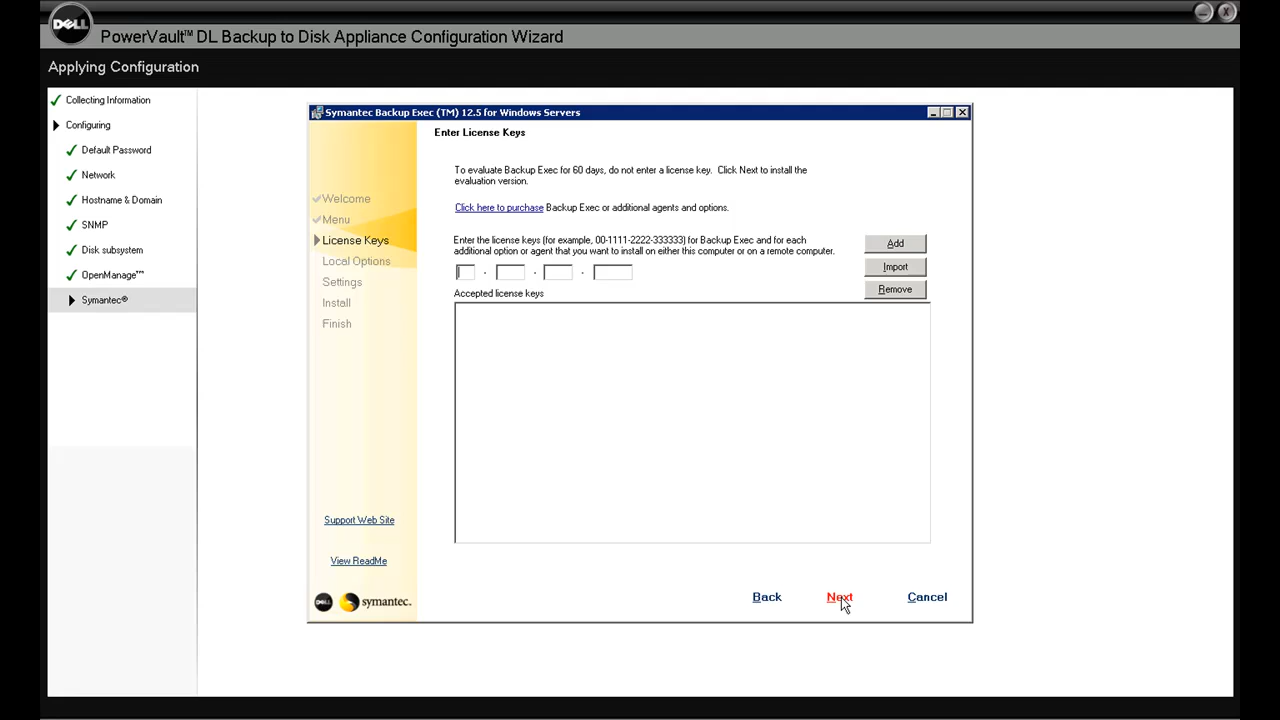 DELL
PowerVault™ DL Backup to Disk Appliance Configuration Wizard
Applying Configuration
Collecting Information
Configuring
Default Password
Network
Hostname & Domain
SNMP
Disk subsystem
OpenManage™
Symantec®
Symantec Backup Exec (TM) 12.5 for Windows Servers
Welcome
Menu
License Keys
Local Options
Settings
Install
Finish
Support Web Site
View ReadMe
DELL
symantec.
Enter License Keys
To evaluate Backup Exec for 60 days, do not enter a license key. Click Next to install the
evaluation version.
Click here to purchase Backup Exec or additional agents and options.
Enter the license keys (for example, 00-1111-2222-333333) for Backup Exec and for each
additional option or agent that you want to install on either this computer or on a remote computer.
- - -
Add
Import
Remove
Accepted license keys
Back
Next
Cancel